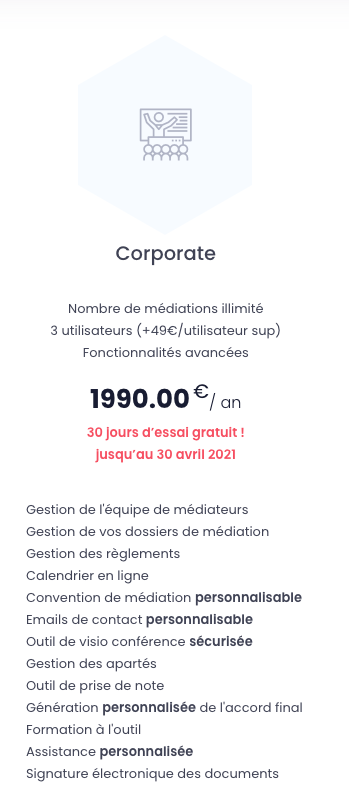 Corporate
Nombre de médiations illimité
3 utilisateurs (+49€/utilisateur sup)
Fonctionnalités avancées
1990.00 €/ an
30 jours d'essai gratuit !
jusqu'au 30 avril 2021
Gestion de l'équipe de médiateurs
Gestion de vos dossiers de médiation
Gestion des règlements
Calendrier en ligne
Convention de médiation personnalisable
Emails de contact personnalisable
Outil de visio conférence sécurisée
Gestion des apartés
Outil de prise de note
Génération personnalisée de l'accord final
Formation à l'outil
Assistance personnalisée
Signature électronique des documents